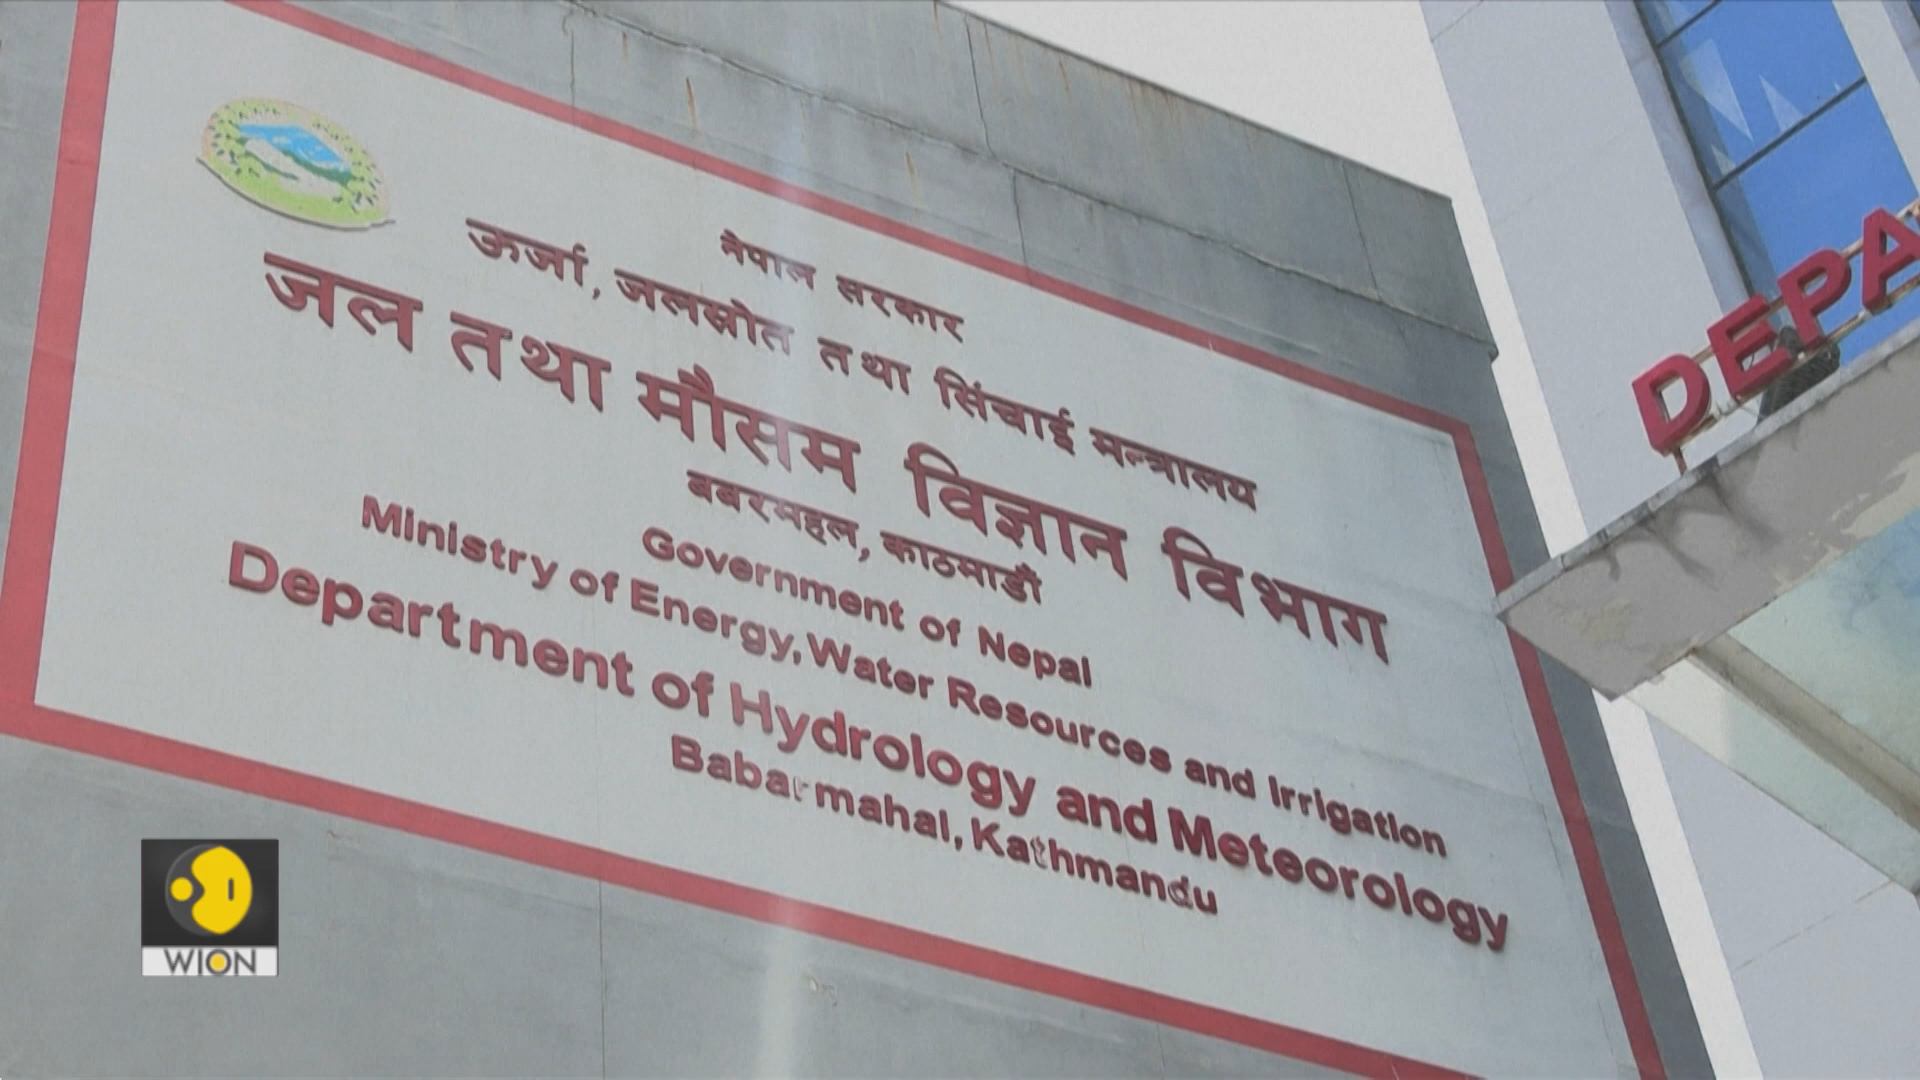 नेपाल सरकार
ऊर्जा, जलस्रोत तथा सिंचाई मन्त्रालय
जल तथा मौसम विज्ञान विभाग
बबरमहल, काठमाडौं
Government of Nepal
Ministry of Energy, Water Resources and Irrigation
Department of Hydrology and Meteorology
Babarmahal, Kathmandu
DEPA
WION